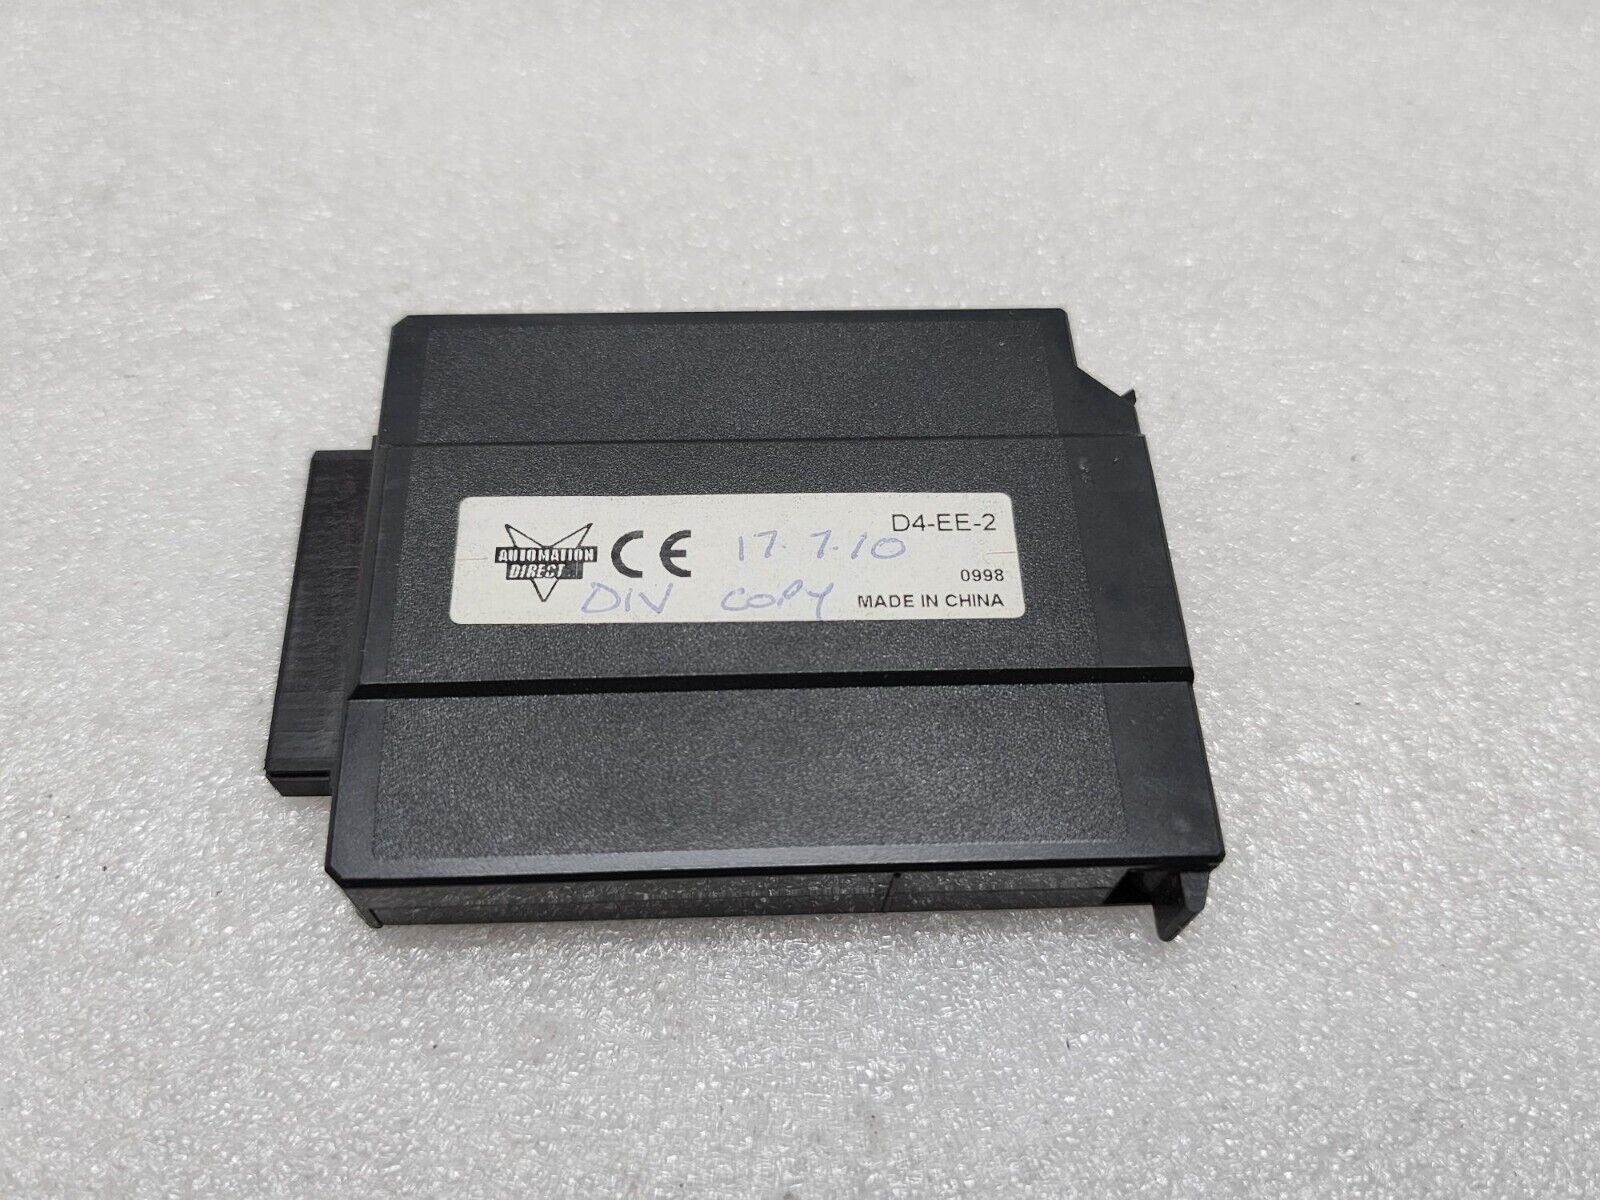 D4-EE-2
AUTOMATION
DIRECT
CE 17.7.10
0998
DIV COPY MADE IN CHINA